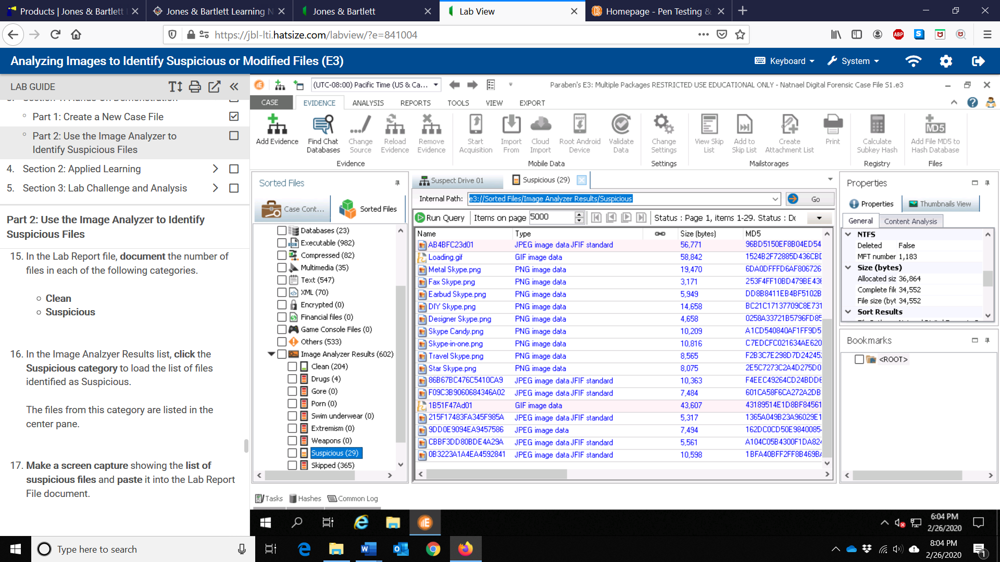 Products | Jones & Bartlett
Jones & Bartlett Learning N
Jones & Bartlett
Lab View
Homepage - Pen Testing &
https://jbl-lti.hatsize.com/labview/?e=841004
Analyzing Images to Identify Suspicious or Modified Files (E3)
Keyboard
System
LAB GUIDE
Part 1: Create a New Case File
Part 2: Use the Image Analyzer to
Identify Suspicious Files
4. Section 2: Applied Learning
5. Section 3: Lab Challenge and Analysis
Part 2: Use the Image Analyzer to Identify
Suspicious Files
15. In the Lab Report file, document the number of
files in each of the following categories.
Clean
Suspicious
16. In the Image Analzyer Results list, click the
Suspicious category to load the list of files
identified as Suspicious.
The files from this category are listed in the
center pane.
17. Make a screen capture showing the list of
suspicious files and paste it into the Lab Report
File document.
(UTC-08:00) Pacific Time (US & Ca...
Paraben's E3: Multiple Packages RESTRICTED USE EDUCATIONAL ONLY - Natnael Digital Forensic Case File S1.e3
CASE EVIDENCE ANALYSIS REPORTS TOOLS VIEW EXPORT
Add Evidence
Find Chat Databases
Change Source
Reload Evidence
Remove Evidence
Start Acquisition
Import From
Cloud Import
Root Android Device
Validate Data
Change Settings
View Skip List
Add to Skip List
Create Attachment List
Print
Calculate Subkey Hash
Add File MD5 to Hash Database
Evidence
Mobile Data
Settings
Mailstorages
Registry
Files
Sorted Files
Case Cont...
Sorted Files
Databases (23)
Executable (982)
Compressed (82)
Multimedia (35)
Text (547)
XML (70)
Encrypted (0)
Financial files (0)
Game Console Files (0)
Others (533)
Image Analyzer Results (602)
Clean (204)
Drugs (4)
Gore (0)
Porn (0)
Swim underwear (0)
Extremism (0)
Weapons (0)
Suspicious (29)
Skipped (365)
Suspect Drive 01
Suspicious (29)
Internal Path: e3://Sorted Files/Image Analyzer Results/Suspicious Go
Run Query Items on page 5000 Status : Page 1, items 1-29. Status : Dc
Name Type Size (bytes) MD5
AB4BFC23d01 JPEG image data JFIF standard 56,771 96BD5150EF8B04ED54
Loading.gif GIF image data 58,842 1524B2F72885D436CBD
Metal Skype.png PNG image data 19,470 6DA0DFFFD6AF806726
Fax Skype.png PNG image data 3,171 253F4FF10BD479BE436
Earbud Skype.png PNG image data 5,949 DD8B8411EB4BF5102B
DIY Skype.png PNG image data 14,658 BC21C17137709C8E731
Designer Skype.png PNG image data 4,658 0258A33721B5796FD85
Skype Candy.png PNG image data 10,209 A1CD540840AF1FF9D5
Skype-in-one.png PNG image data 10,816 C7EDCFC021634AE620
Travel Skype.png PNG image data 8,565 F2B3C7E298D7D24245
Star Skype.png PNG image data 8,075 2E5C7273C2A4D275D0
86B67BC476C5410CA9 JPEG image data JFIF standard 10,363 F4EEC49264CD24BDD6
F09C3B9060684346A02 JPEG image data JFIF standard 7,484 601CA58F6CA272A2DB
1B51F47Ad01 GIF image data 43,607 43189514E1D8BF84561
215F17483FA345F985A JPEG image data JFIF standard 5,317 1365A049B23A96029E1
9DD0E9094EA9457586 JPEG image data 7,494 162DC0CD50E9840085
CBBF3DD80BDE4A29A JPEG image data JFIF standard 5,561 A104C05B4300F1DA824
0B3223A1A4EA4592841 JPEG image data JFIF standard 10,598 1BFA40BFF2FF8B469BA
Properties
Properties
Thumbnails View
General
Content Analysis
NTFS
Deleted False
MFT number 1,183
Size (bytes)
Allocated siz 36,864
Complete file 34,552
File size (byt 34,552
Sort Results
Bookmarks
<ROOT>
Tasks Hashes Common Log
6:04 PM
2/26/2020
Type here to search
8:04 PM
2/26/2020
1